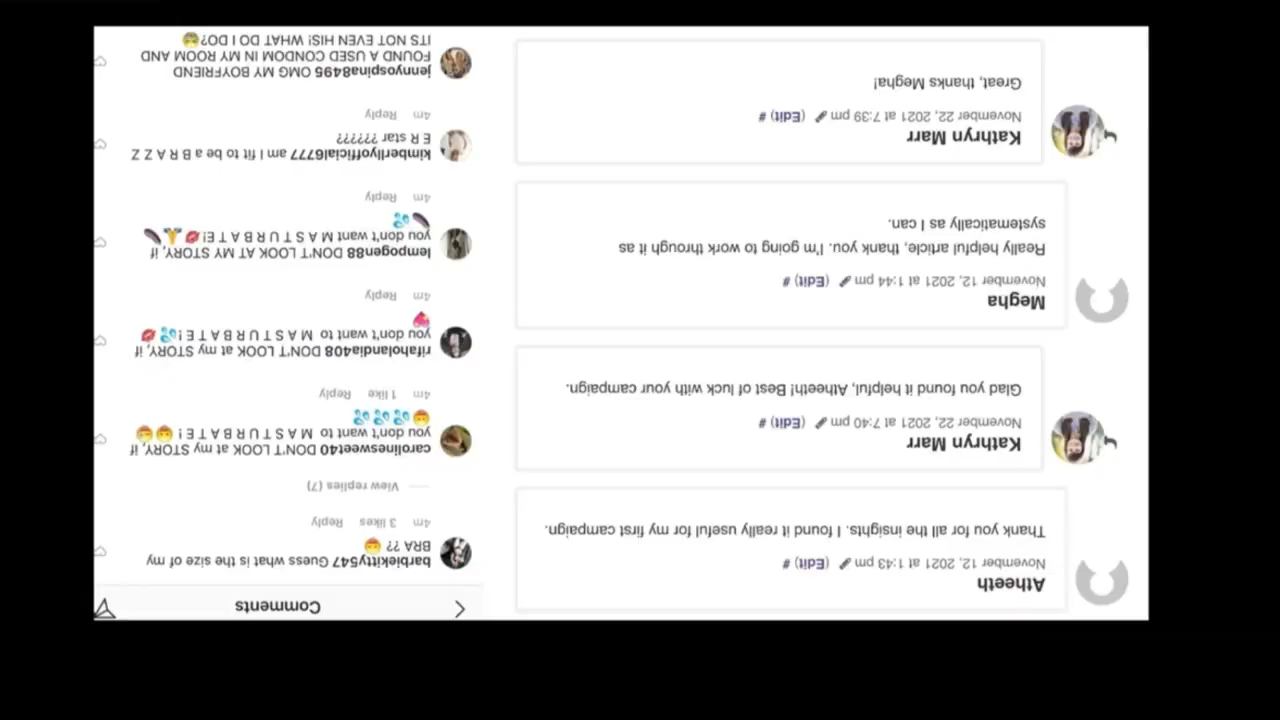 Comments
barbiekitty547 Guess what is the size of my
BRA ?? 😷
4m 3 likes Reply
View replies (7)
carolinesweet40 DON'T LOOK at my STORY, if
you don't want to M A S T U R B A T E ! 😷😷
😷💦💦💦
4m 1 like Reply
rifaholandia408 DON'T LOOK at my STORY, if
you don't want to M A S T U R B A T E !💦💋
4m Reply
lempogen88 DON'T LOOK AT MY STORY, if
you don't want M A S T U R B A T E!💋🍆
🍆💦
4m Reply
kimberllyofficial6777 am I fit to be a B R A Z Z
E R star ??????
4m Reply
jennyospina8495 OMG MY BOYFRIEND
FOUND A USED CONDOM IN MY ROOM AND
ITS NOT EVEN HIS! WHAT DO I DO?😷
Atheeth
November 12, 2021 at 1:43 pm (Edit) #
Thank you for all the insights. I found it really useful for my first campaign.
Kathryn Marr
November 22, 2021 at 7:40 pm (Edit) #
Glad you found it helpful, Atheeth! Best of luck with your campaign.
Megha
November 12, 2021 at 1:44 pm (Edit) #
Really helpful article, thank you. I'm going to work through it as
systematically as I can.
Kathryn Marr
November 22, 2021 at 7:39 pm (Edit) #
Great, thanks Megha!